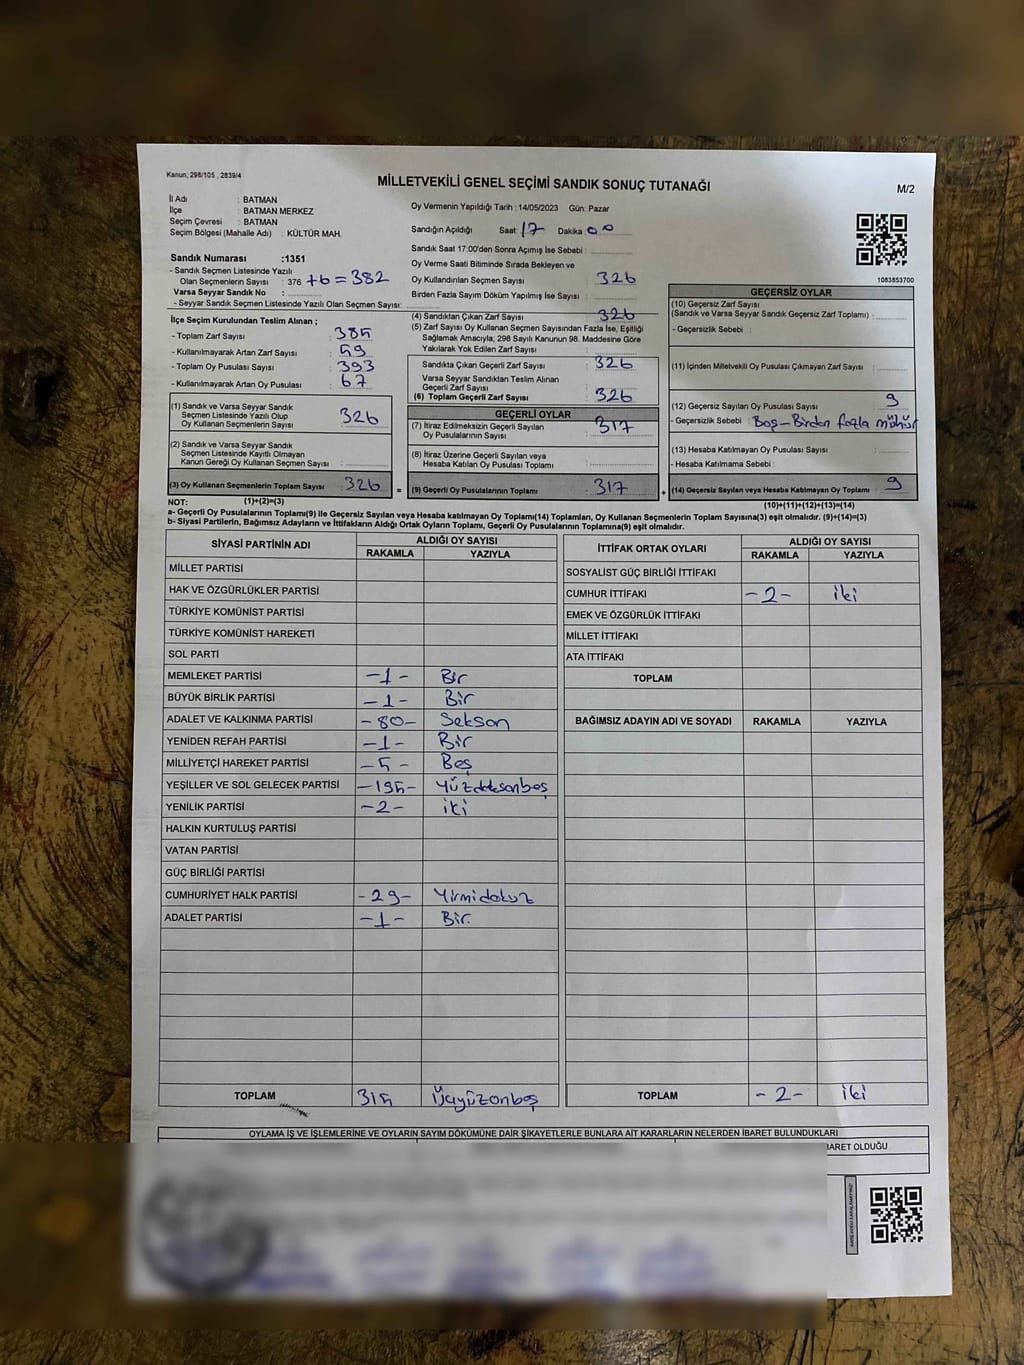 Kanun; 298/105 , 2839/4
MİLLETVEKİLİ GENEL SEÇİMİ SANDIK SONUÇ TUTANAĞI
M/2
İl Adı : BATMAN
İlçe : BATMAN MERKEZ
Seçim Çevresi : BATMAN
Seçim Bölgesi (Mahalle Adı) : KÜLTÜR MAH.
Oy Vermenin Yapıldığı Tarih : 14/05/2023 Gün: Pazar
Sandığın Açıldığı Saat: 17 Dakika: 00
Sandık Saat 17:00'den Sonra Açımış İse Sebebi :
Oy Verme Saati Bitiminde Sırada Bekleyen ve
Oy Kullandırılan Seçmen Sayısı : 326
Birden Fazla Sayım Döküm Yapılmış İse Sayısı :
1083853700
Sandık Numarası :1351
- Sandık Seçmen Listesinde Yazılı
Olan Seçmenlerin Sayısı : 376 +6 = 382
Varsa Seyyar Sandık No :
- Seyyar Sandık Seçmen Listesinde Yazılı Olan Seçmen Sayısı:
İlçe Seçim Kurulundan Teslim Alınan ;
- Toplam Zarf Sayısı : 385
- Kullanılmayarak Artan Zarf Sayısı : 59
- Toplam Oy Pusulası Sayısı : 393
- Kullanılmayarak Artan Oy Pusulası : 67
(1) Sandık ve Varsa Seyyar Sandık
Seçmen Listesinde Yazılı Olup
Oy Kullanan Seçmenlerin Sayısı : 326
(2) Sandık ve Varsa Seyyar Sandık
Seçmen Listesinde Kayıtlı Olmayan
Kanun Gereği Oy Kullanan Seçmen Sayısı :
(3) Oy Kullanan Seçmenlerin Toplam Sayısı : 326
(1)+(2)=(3)
(4) Sandıktan Çıkan Zarf Sayısı : 326
(5) Zarf Sayısı Oy Kullanan Seçmen Sayısından Fazla İse, Eşitliği
Sağlamak Amacıyla, 298 Sayılı Kanunun 98. Maddesine Göre
Yakılarak Yok Edilen Zarf Sayısı :
Sandıkta Çıkan Geçerli Zarf Sayısı : 326
Varsa Seyyar Sandıktan Teslim Alınan
Geçerli Zarf Sayısı :
(6) Toplam Geçerli Zarf Sayısı : 326
GEÇERLİ OYLAR
(7) İtiraz Edilmeksizin Geçerli Sayılan
Oy Pusulalarının Sayısı : 317
(8) İtiraz Üzerine Geçerli Sayılan veya
Hesaba Katılan Oy Pusulası Toplamı :
= (9) Geçerli Oy Pusulalarının Toplamı : 317
GEÇERSİZ OYLAR
(10) Geçersiz Zarf Sayısı
(Sandık ve Varsa Seyyar Sandık Geçersiz Zarf Toplamı) :
- Geçersizlik Sebebi :
(11) İçinden Milletvekili Oy Pusulası Çıkmayan Zarf Sayısı :
(12) Geçersiz Sayılan Oy Pusulası Sayısı : 9
- Geçersizlik Sebebi : Boş-Birden fazla mühür
(13) Hesaba Katılmayan Oy Pusulası Sayısı :
- Hesaba Katılmama Sebebi :
+ (14) Geçersiz Sayılan veya Hesaba Katılmayan Oy Toplamı : 9
(10)+(11)+(12)+(13)=(14)
NOT:
a- Geçerli Oy Pusulalarının Toplamı(9) ile Geçersiz Sayılan veya Hesaba Katılmayan Oy Toplamı(14) Toplamları, Oy Kullanan Seçmenlerin Toplam Sayısına(3) eşit olmalıdır. (9)+(14)=(3)
b- Siyasi Partilerin, Bağımsız Adayların ve İttifakların Aldığı Ortak Oyların Toplamı, Geçerli Oy Pusulalarının Toplamına(9) eşit olmalıdır.
SİYASİ PARTİNİN ADI ALDIĞI OY SAYISI
RAKAMLA YAZIYLA
MİLLET PARTİSİ
HAK VE ÖZGÜRLÜKLER PARTİSİ
TÜRKİYE KOMÜNİST PARTİSİ
TÜRKİYE KOMÜNİST HAREKETİ
SOL PARTİ
MEMLEKET PARTİSİ -1- Bir
BÜYÜK BİRLİK PARTİSİ -1- Bir
ADALET VE KALKINMA PARTİSİ -80- Seksen
YENİDEN REFAH PARTİSİ -1- Bir
MİLLİYETÇİ HAREKET PARTİSİ -5- Beş
YEŞİLLER VE SOL GELECEK PARTİSİ -195- Yüzdoksanbeş
YENİLİK PARTİSİ -2- iki
HALKIN KURTULUŞ PARTİSİ
VATAN PARTİSİ
GÜÇ BİRLİĞİ PARTİSİ
CUMHURİYET HALK PARTİSİ -29- Yirmidokuz
ADALET PARTİSİ -1- Bir
TOPLAM 315 Üçyüzonbeş
İTTİFAK ORTAK OYLARI ALDIĞI OY SAYISI
RAKAMLA YAZIYLA
SOSYALİST GÜÇ BİRLİĞİ İTTİFAKI
CUMHUR İTTİFAKI -2- iki
EMEK VE ÖZGÜRLÜK İTTİFAKI
MİLLET İTTİFAKI
ATA İTTİFAKI
TOPLAM
BAĞIMSIZ ADAYIN ADI VE SOYADI RAKAMLA YAZIYLA
TOPLAM -2- iki
OYLAMA İŞ VE İŞLEMLERİNE VE OYLARIN SAYIM DÖKÜMÜNE DAİR ŞİKAYETLERLE BUNLARA AİT KARARLARIN NELERDEN İBARET BULUNDUKLARI
BARET OLDUĞU